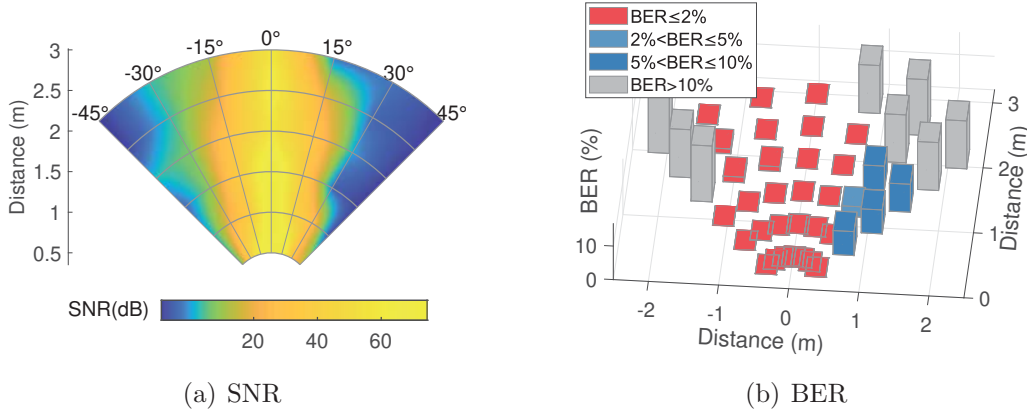 0°
-15°
15°
-30°
30°
-45°
45°
3
2.5
2
1.5
1
0.5
Distance (m)
SNR(dB)
20
40
60
(a) SNR
BER≤2%
2%<BER≤5%
5%<BER≤10%
BER>10%
BER (%)
10
0
-2
-1
0
1
2
Distance (m)
0
1
2
3
Distance (m)
(b) BER